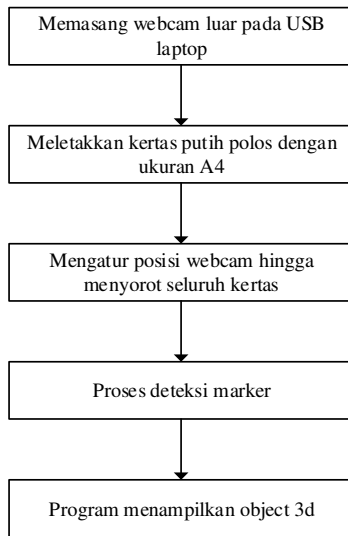 Memasang webcam luar pada USB
laptop
Meletakkan kertas putih polos dengan
ukuran A4
Mengatur posisi webcam hingga
menyorot seluruh kertas
Proses deteksi marker
Program menampilkan object 3d